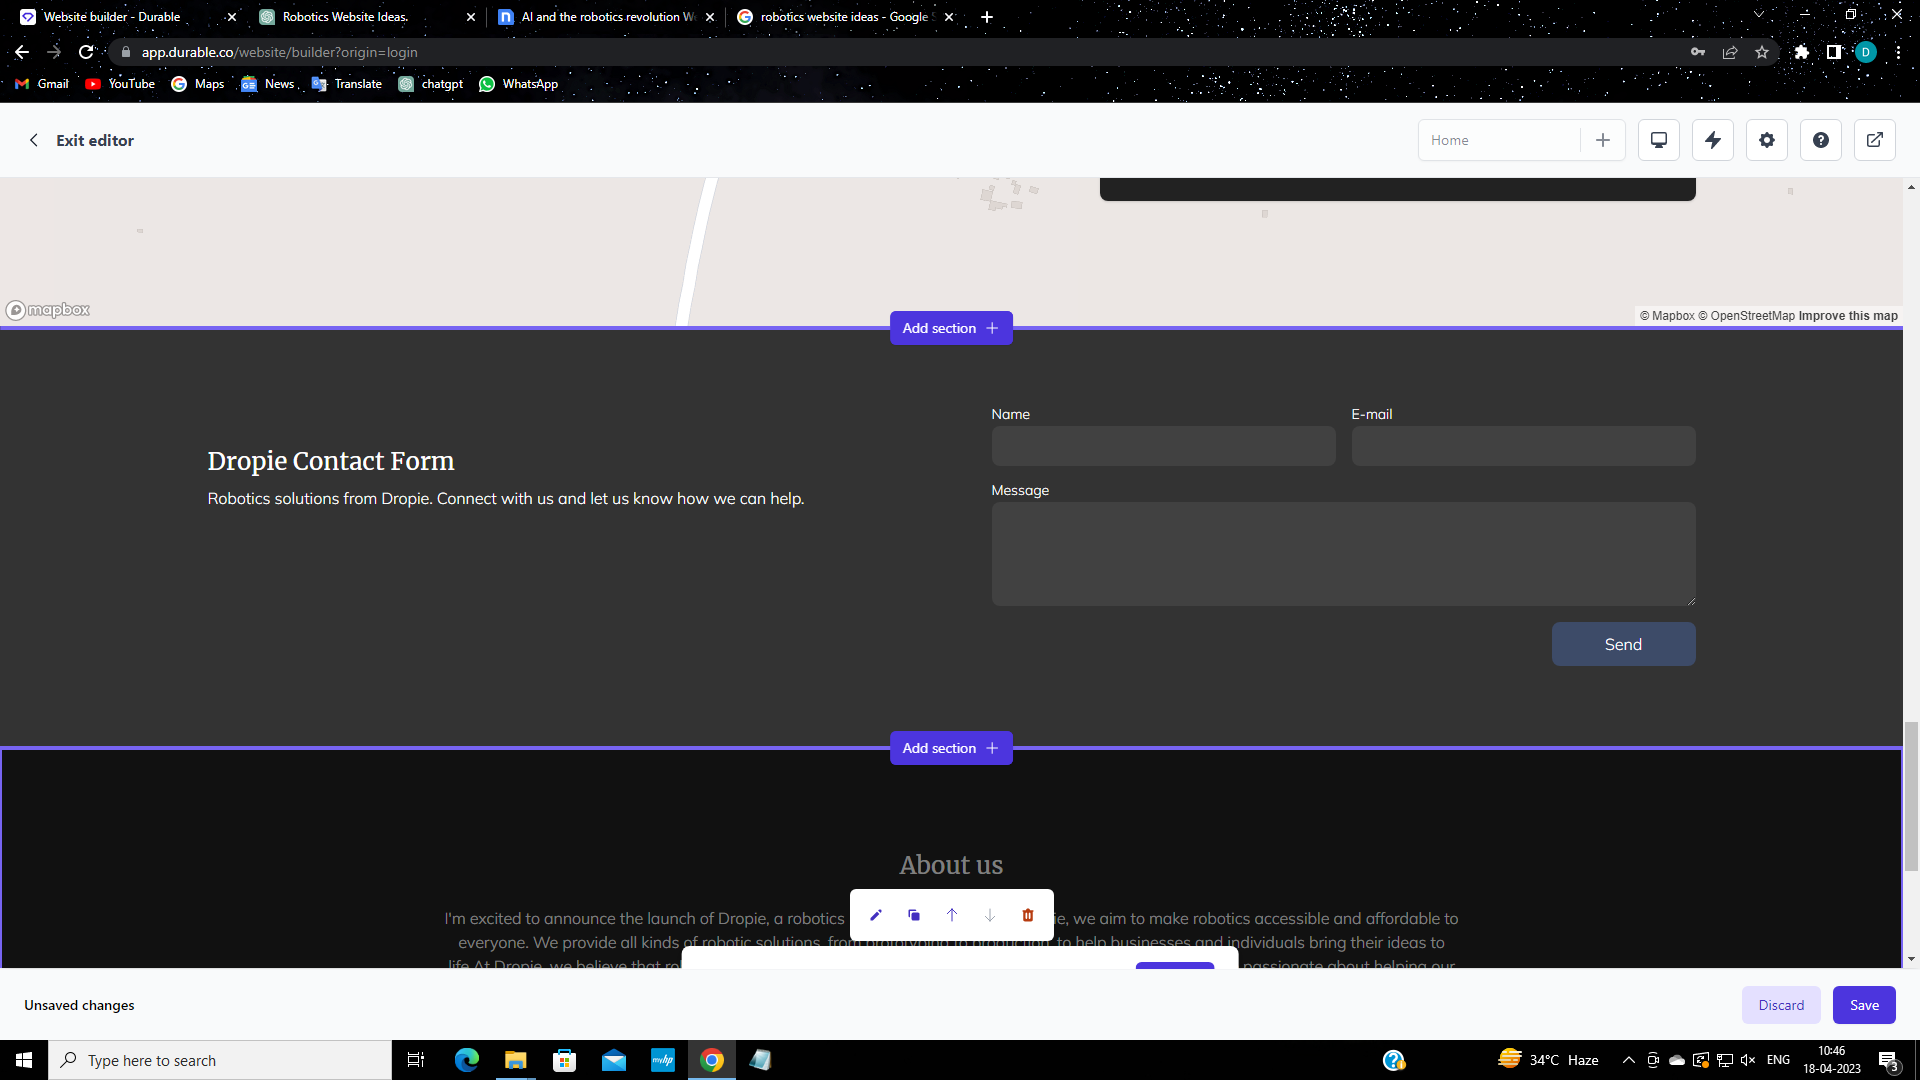 Website builder - Durable
Robotics Website Ideas.
AI and the robotics revolution W
robotics website ideas - Google
app.durable.co/website/builder?origin=login
D
Gmail
YouTube
Maps
News
Translate
chatgpt
WhatsApp
Exit editor
Home
mapbox
© Mapbox © OpenStreetMap Improve this map
Add section
Name
E-mail
Dropie Contact Form
Robotics solutions from Dropie. Connect with us and let us know how we can help.
Message
Send
Add section
About us
I'm excited to announce the launch of Dropie, a robotics
ie, we aim to make robotics accessible and affordable to
everyone. We provide all kinds of robotic solutions, from prototyping to production, to help businesses and individuals bring their ideas to
life At Dropie, we believe that
passionate about helping our
Unsaved changes
Discard
Save
Type here to search
myhp
34°C Haze
ENG
10:46
18-04-2023
3